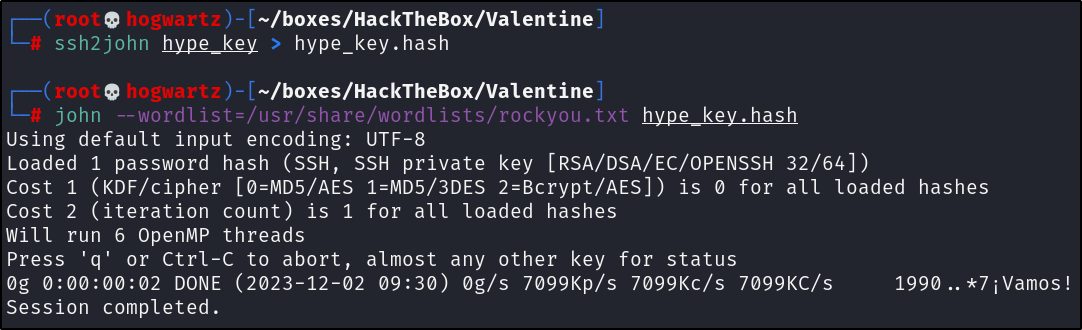 ┌──(root💀hogwartz)-[~/boxes/HackTheBox/Valentine]
└─# ssh2john hype_key > hype_key.hash
┌──(root💀hogwartz)-[~/boxes/HackTheBox/Valentine]
└─# john --wordlist=/usr/share/wordlists/rockyou.txt hype_key.hash
Using default input encoding: UTF-8
Loaded 1 password hash (SSH, SSH private key [RSA/DSA/EC/OPENSSH 32/64])
Cost 1 (KDF/cipher [0=MD5/AES 1=MD5/3DES 2=Bcrypt/AES]) is 0 for all loaded hashes
Cost 2 (iteration count) is 1 for all loaded hashes
Will run 6 OpenMP threads
Press 'q' or Ctrl-C to abort, almost any other key for status
0g 0:00:00:02 DONE (2023-12-02 09:30) 0g/s 7099Kp/s 7099Kc/s 7099KC/s     1990..*7¡Vamos!
Session completed.